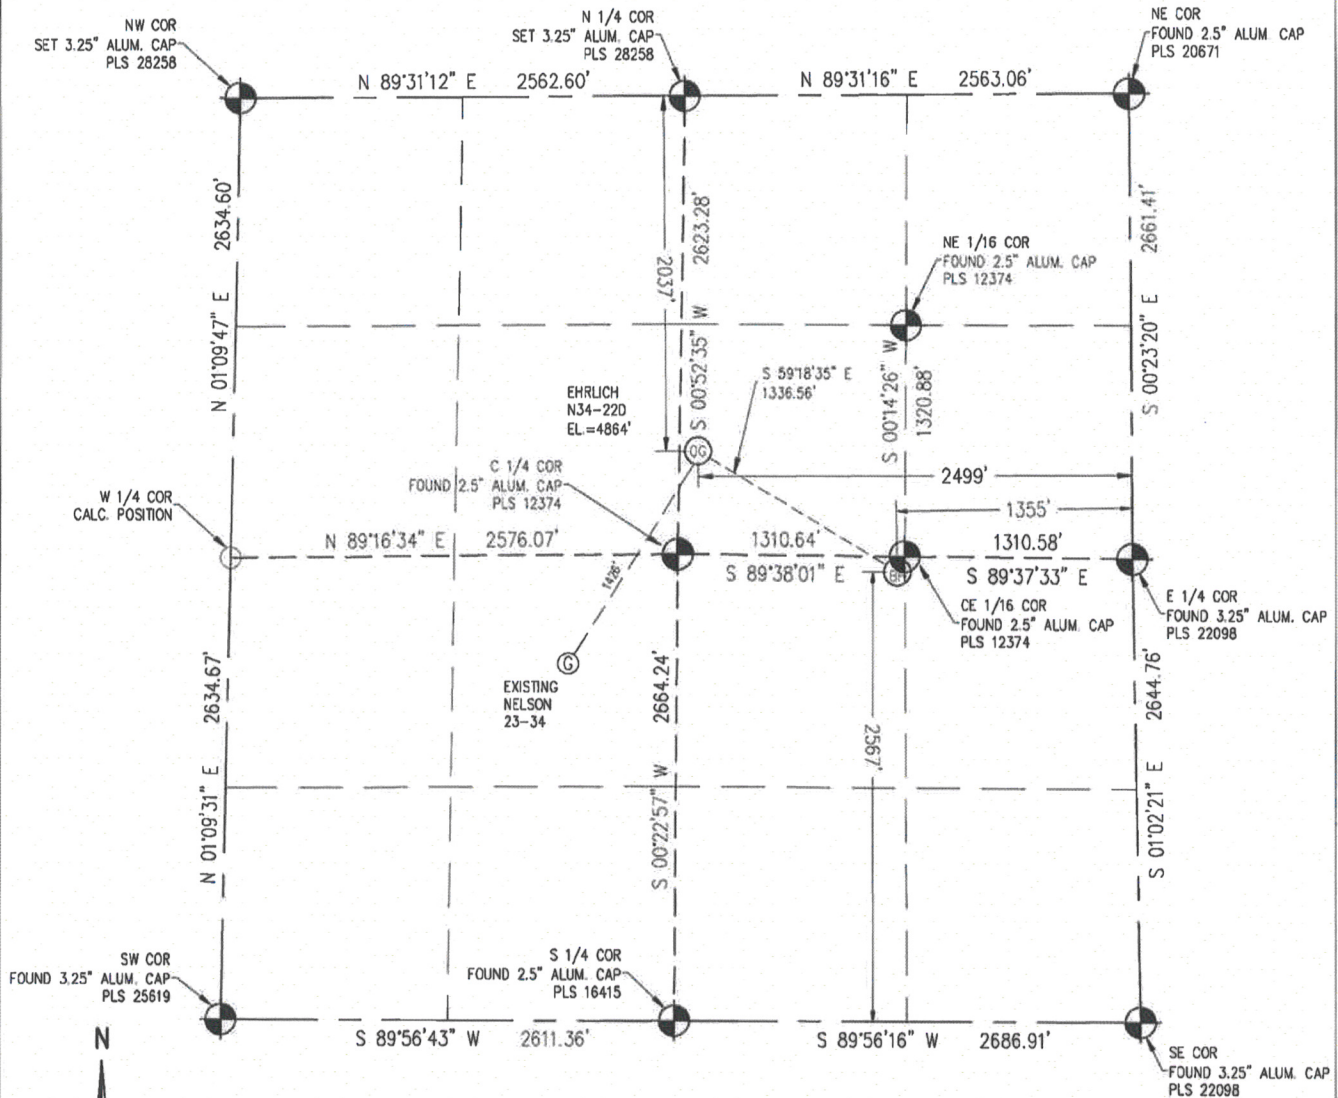 NW COR
SET 3.25" ALUM. CAP
PLS 28258
N 1/4 COR
SET 3.25" ALUM. CAP
PLS 28258
NE COR
FOUND 2.5" ALUM. CAP
PLS 20671
N 89°31'12" E 2562.60'
N 89°31'16" E 2563.06'
N 01°09'47" E 2634.60'
2037'
S 00°52'35" W 2623.28'
NE 1/16 COR
FOUND 2.5" ALUM. CAP
PLS 12374
S 00°23'20" E 2661.41'
S 00°14'26" W
1320.88'
S 59°18'35" E
1336.56'
EHRLICH
N34-22D
EL.=4864'
OG
2499'
C 1/4 COR
FOUND 2.5" ALUM. CAP
PLS 12374
W 1/4 COR
CALC. POSITION
1355'
N 89°16'34" E 2576.07'
1310.64'
S 89°38'01" E
1310.58'
S 89°37'33" E
BH
1426'
CE 1/16 COR
FOUND 2.5" ALUM. CAP
PLS 12374
E 1/4 COR
FOUND 3.25" ALUM. CAP
PLS 22098
G
EXISTING
NELSON
23-34
N 01°09'31" E 2634.67'
S 00°22'57" W 2664.24'
2567'
S 01°02'21" E 2644.76'
SW COR
FOUND 3.25" ALUM. CAP
PLS 25619
S 1/4 COR
FOUND 2.5" ALUM. CAP
PLS 16415
S 89°56'43" W 2611.36'
S 89°56'16" W 2686.91'
SE COR
FOUND 3.25" ALUM. CAP
PLS 22098
N